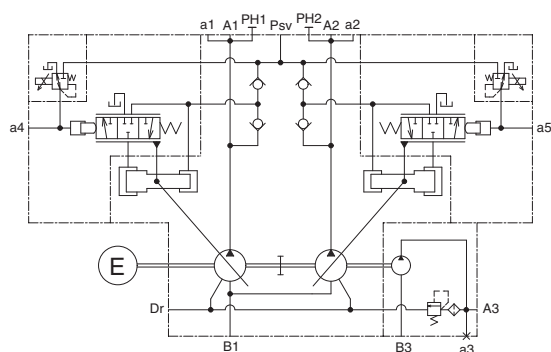 a1 A1 PH1 Psv PH2 A2 a2
a4 a5
E
Dr A3
B1 B3 a3